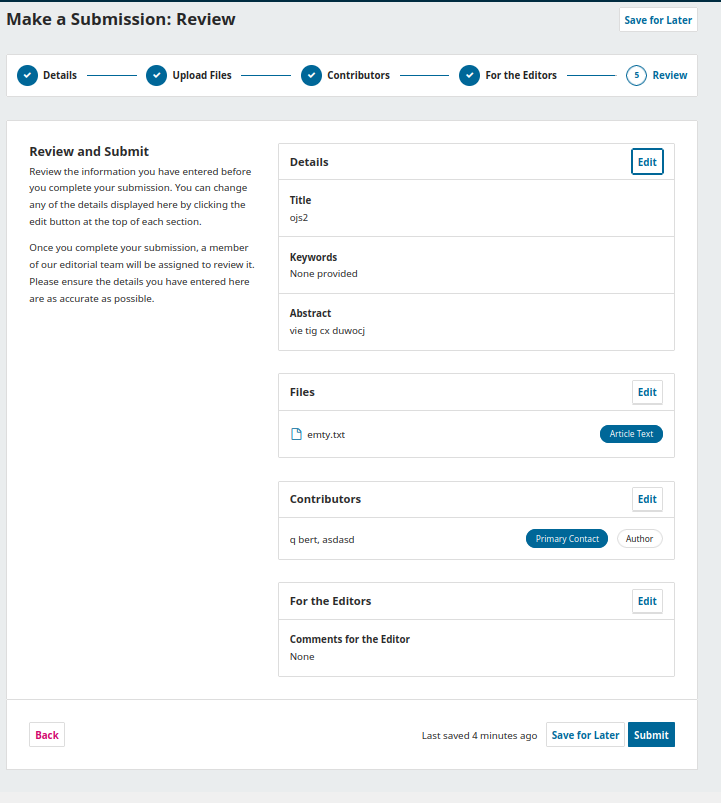 Make a Submission: Review
Save for Later
Details
Upload Files
Contributors
For the Editors
5
Review
Review and Submit
Review the information you have entered before
you complete your submission. You can change
any of the details displayed here by clicking the
edit button at the top of each section.
Once you complete your submission, a member
of our editorial team will be assigned to review it.
Please ensure the details you have entered here
are as accurate as possible.
Details
Edit
Title
ojs2
Keywords
None provided
Abstract
vie tig cx duwocj
Files
Edit
emty.txt
Article Text
Contributors
Edit
q bert, asdasd
Primary Contact
Author
For the Editors
Edit
Comments for the Editor
None
Back
Last saved 4 minutes ago
Save for Later
Submit